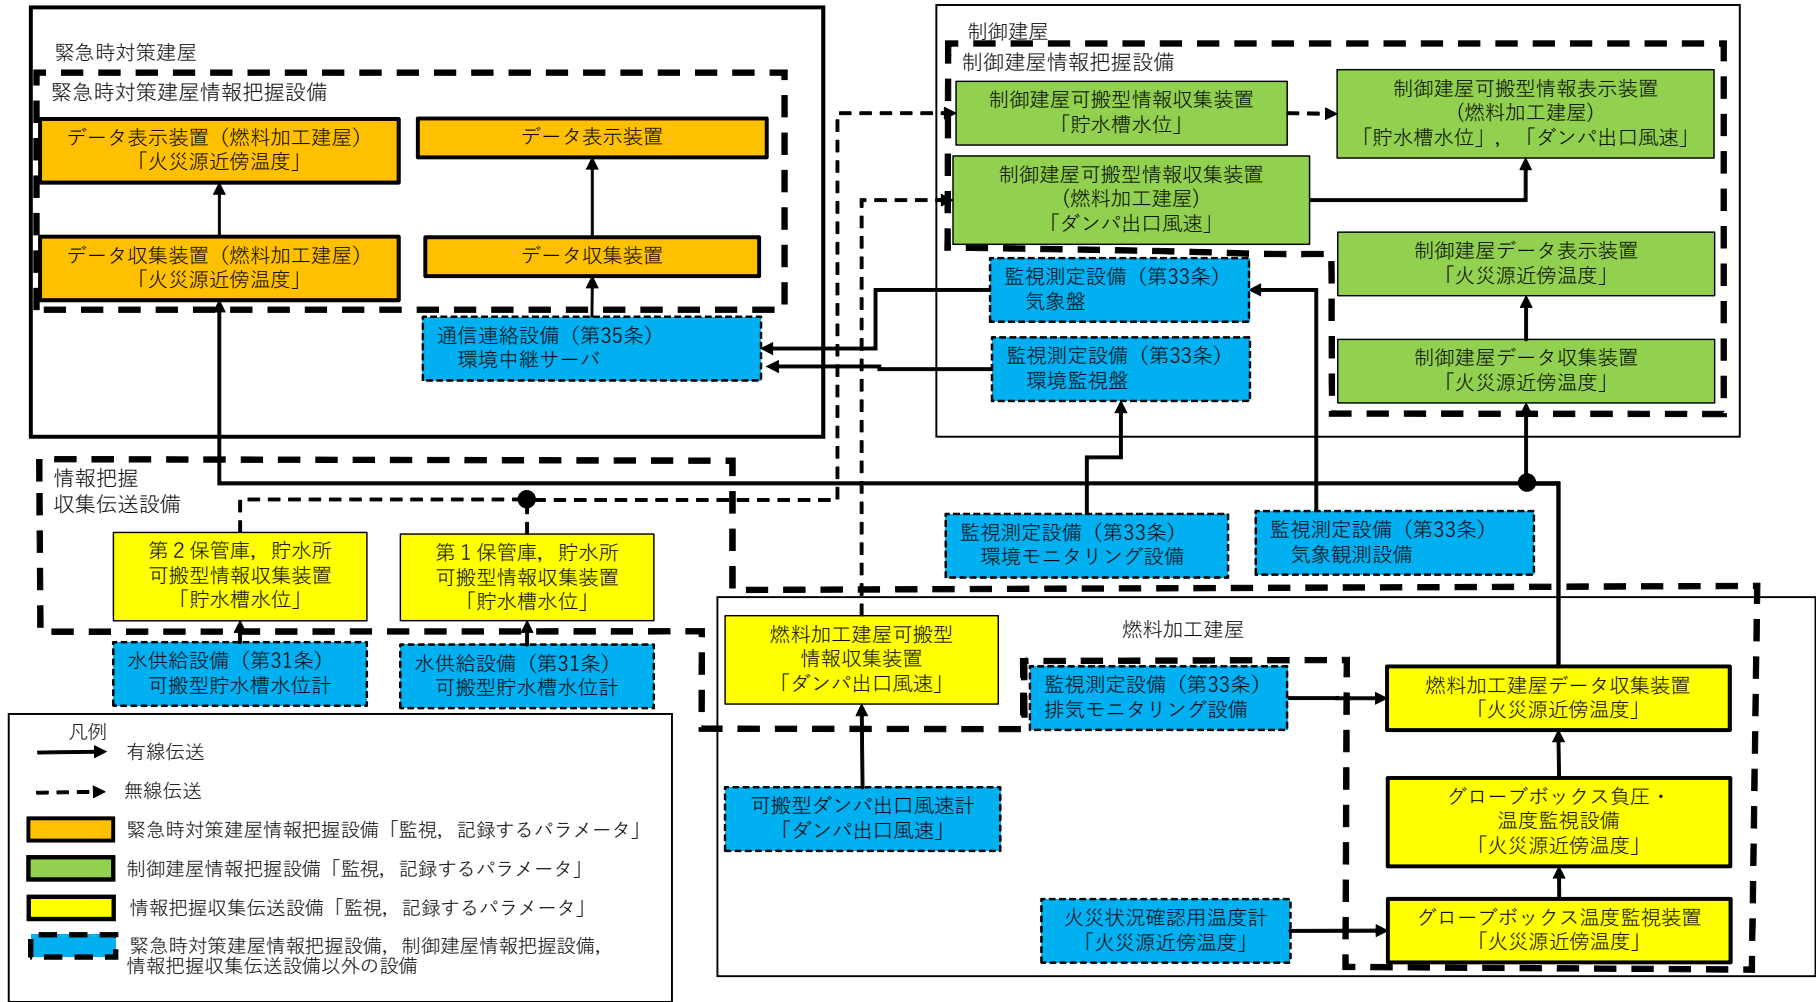 緊急時対策建屋
緊急時対策建屋情報把握設備
データ表示装置（燃料加工建屋）
「火災源近傍温度」
データ表示装置
データ収集装置（燃料加工建屋）
「火災源近傍温度」
データ収集装置
通信連絡設備（第35条）
環境中継サーバ
制御建屋
制御建屋情報把握設備
制御建屋可搬型情報収集装置
「貯水槽水位」
制御建屋可搬型情報表示装置
(燃料加工建屋)
「貯水槽水位」，「ダンパ出口風速」
制御建屋可搬型情報収集装置
(燃料加工建屋)
「ダンパ出口風速」
制御建屋データ表示装置
「火災源近傍温度」
監視測定設備（第33条）
気象盤
監視測定設備（第33条）
環境監視盤
制御建屋データ収集装置
「火災源近傍温度」
情報把握
収集伝送設備
第２保管庫，貯水所
可搬型情報収集装置
「貯水槽水位」
第１保管庫，貯水所
可搬型情報収集装置
「貯水槽水位」
監視測定設備（第33条）
環境モニタリング設備
監視測定設備（第33条）
気象観測設備
水供給設備（第31条）
可搬型貯水槽水位計
水供給設備（第31条）
可搬型貯水槽水位計
燃料加工建屋
燃料加工建屋可搬型
情報収集装置
「ダンパ出口風速」
監視測定設備（第33条）
排気モニタリング設備
燃料加工建屋データ収集装置
「火災源近傍温度」
可搬型ダンパ出口風速計
「ダンパ出口風速」
グローブボックス負圧・
温度監視設備
「火災源近傍温度」
火災状況確認用温度計
「火災源近傍温度」
グローブボックス温度監視装置
「火災源近傍温度」
凡例
有線伝送
無線伝送
緊急時対策建屋情報把握設備「監視，記録するパラメータ」
制御建屋情報把握設備「監視，記録するパラメータ」
情報把握収集伝送設備「監視，記録するパラメータ」
緊急時対策建屋情報把握設備，制御建屋情報把握設備，
情報把握収集伝送設備以外の設備